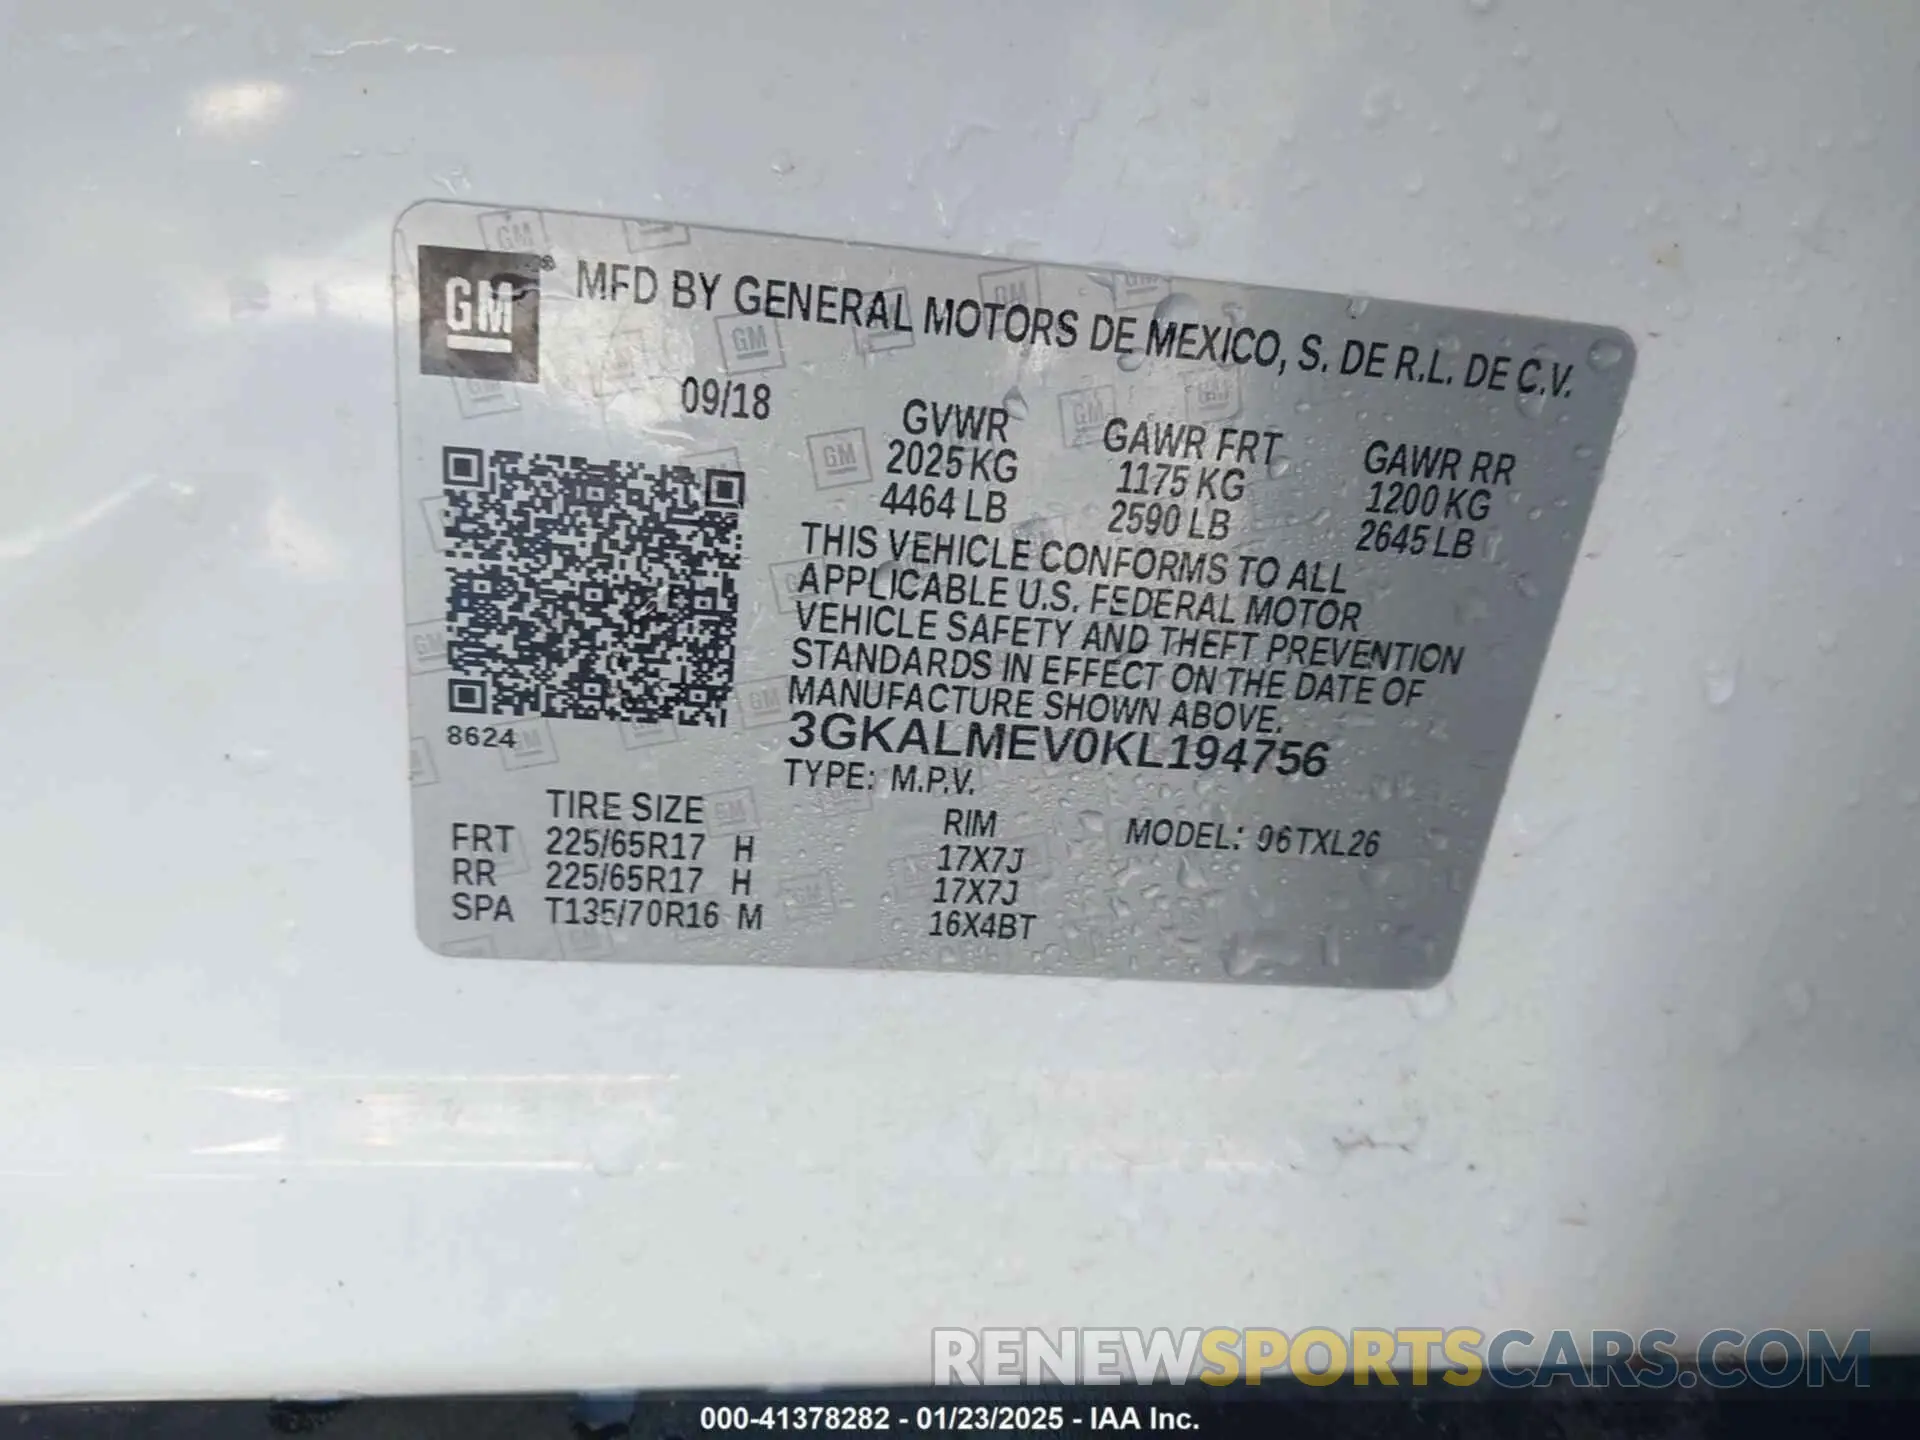 GM ® MFD BY GENERAL MOTORS DE MEXICO, S. DE R.L. DE C.V.
09/18
GVWR GAWR FRT GAWR RR
2025 KG 1175 KG 1200 KG
4464 LB 2590 LB 2645 LB
THIS VEHICLE CONFORMS TO ALL
APPLICABLE U.S. FEDERAL MOTOR
VEHICLE SAFETY AND THEFT PREVENTION
STANDARDS IN EFFECT ON THE DATE OF
MANUFACTURE SHOWN ABOVE.
8624
3GKALMEV0KL194756
TYPE: M.P.V.
TIRE SIZE RIM MODEL: 06TXL26
FRT 225/65R17 H 17X7J
RR 225/65R17 H 17X7J
SPA T135/70R16 M 16X4BT
RENEWSPORTSCARS.COM
000-41378282 - 01/23/2025 - IAA Inc.